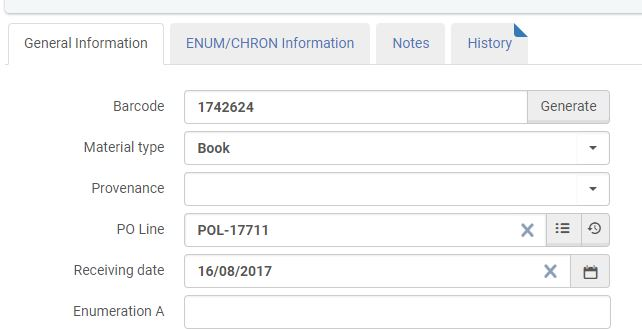 General Information ENUM/CHRON Information Notes History
Barcode 1742624 Generate
Material type Book
Provenance
PO Line POL-17711
Receiving date 16/08/2017
Enumeration A